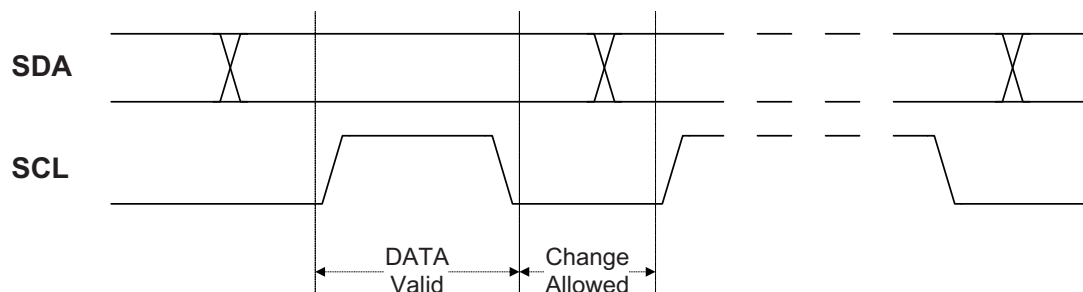 SDA
SCL
DATA
Valid
Change
Allowed